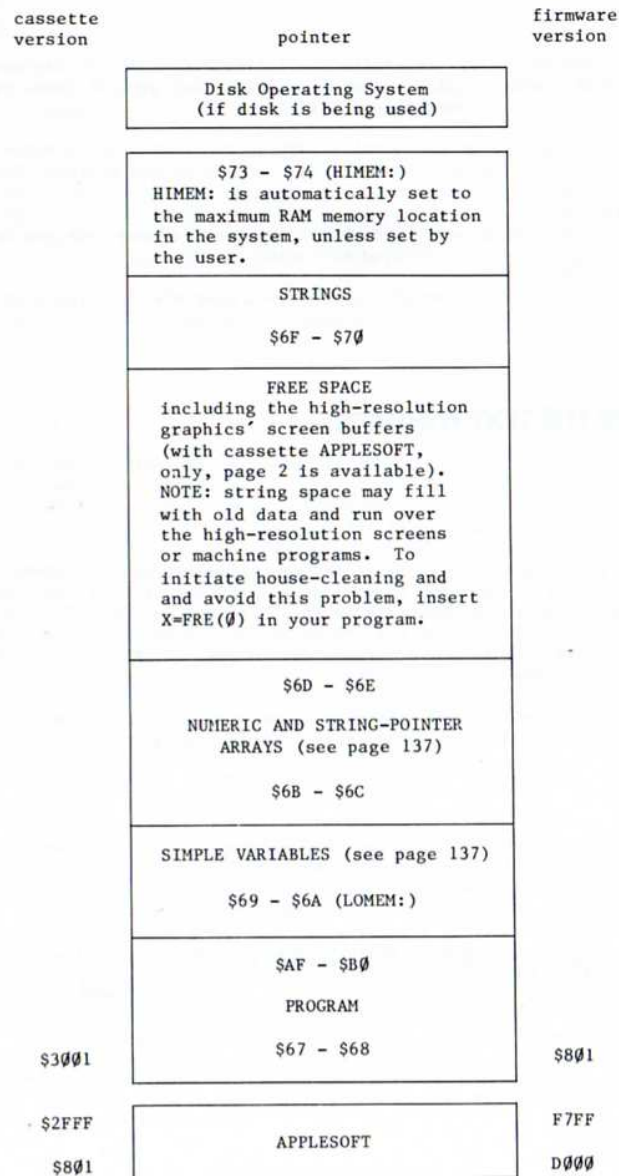 cassette version
pointer
firmware version
Disk Operating System
(if disk is being used)
$73 - $74 (HIMEM:)
HIMEM: is automatically set to
the maximum RAM memory location
in the system, unless set by
the user.
STRINGS
$6F - $7Ø
FREE SPACE
including the high-resolution
graphics´ screen buffers
(with cassette APPLESOFT,
only, page 2 is available).
NOTE: string space may fill
with old data and run over
the high-resolution screens
or machine programs. To
initiate house-cleaning and
and avoid this problem, insert
X=FRE(Ø) in your program.
$6D - $6E
NUMERIC AND STRING-POINTER
ARRAYS (see page 137)
$6B - $6C
SIMPLE VARIABLES (see page 137)
$69 - $6A (LOMEM:)
$AF - $BØ
PROGRAM
$67 - $68
$3ØØ1
$8Ø1
$2FFF
F7FF
APPLESOFT
$8Ø1
DØØØ